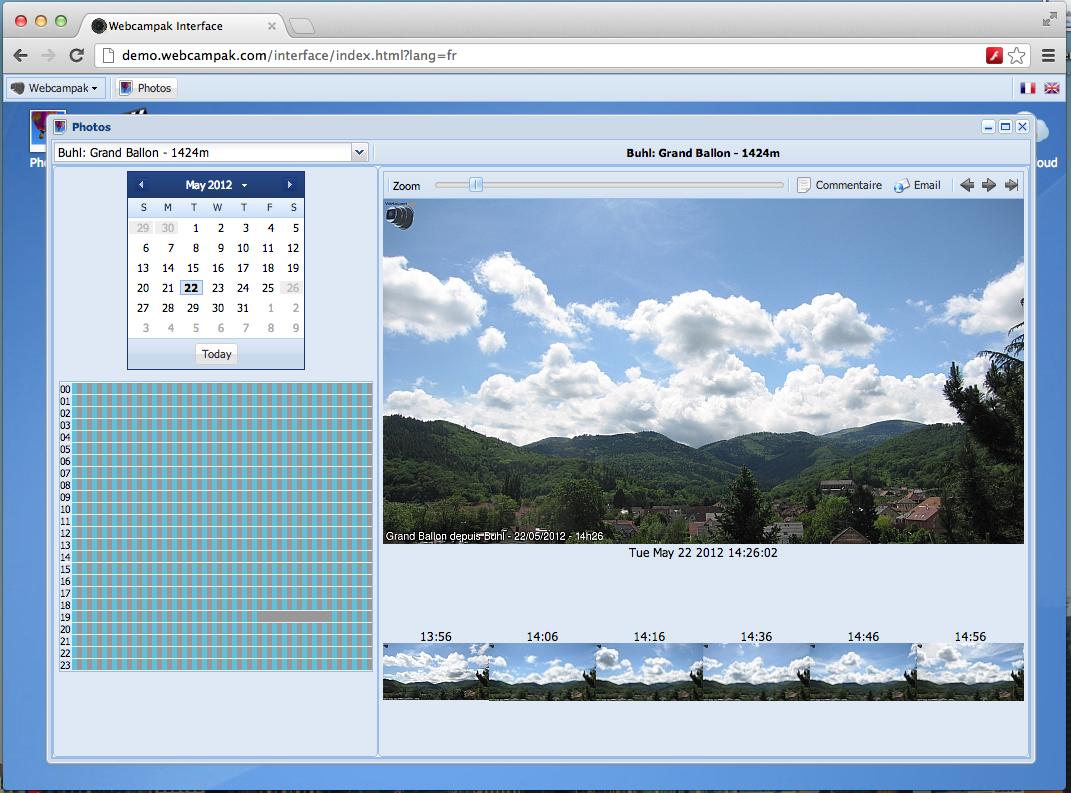 Webcampak Interface
demo.webcampak.com/interface/index.html?lang=fr
Webcampak Photos
Photos
Buhl: Grand Ballon - 1424m
Buhl: Grand Ballon - 1424m
May 2012
Zoom Commentaire Email
S M T W T F S
29 30 1 2 3 4 5
6 7 8 9 10 11 12
13 14 15 16 17 18 19
20 21 22 23 24 25 26
27 28 29 30 31 1 2
3 4 5 6 7 8 9
Today
00
01
02
03
04
05
06
07
08
09
10
11
12
13
14
15
16
17
18
19
20
21
22
23
Grand Ballon depuis Buhl - 22/05/2012 - 14h26
Tue May 22 2012 14:26:02
13:56 14:06 14:16 14:36 14:46 14:56